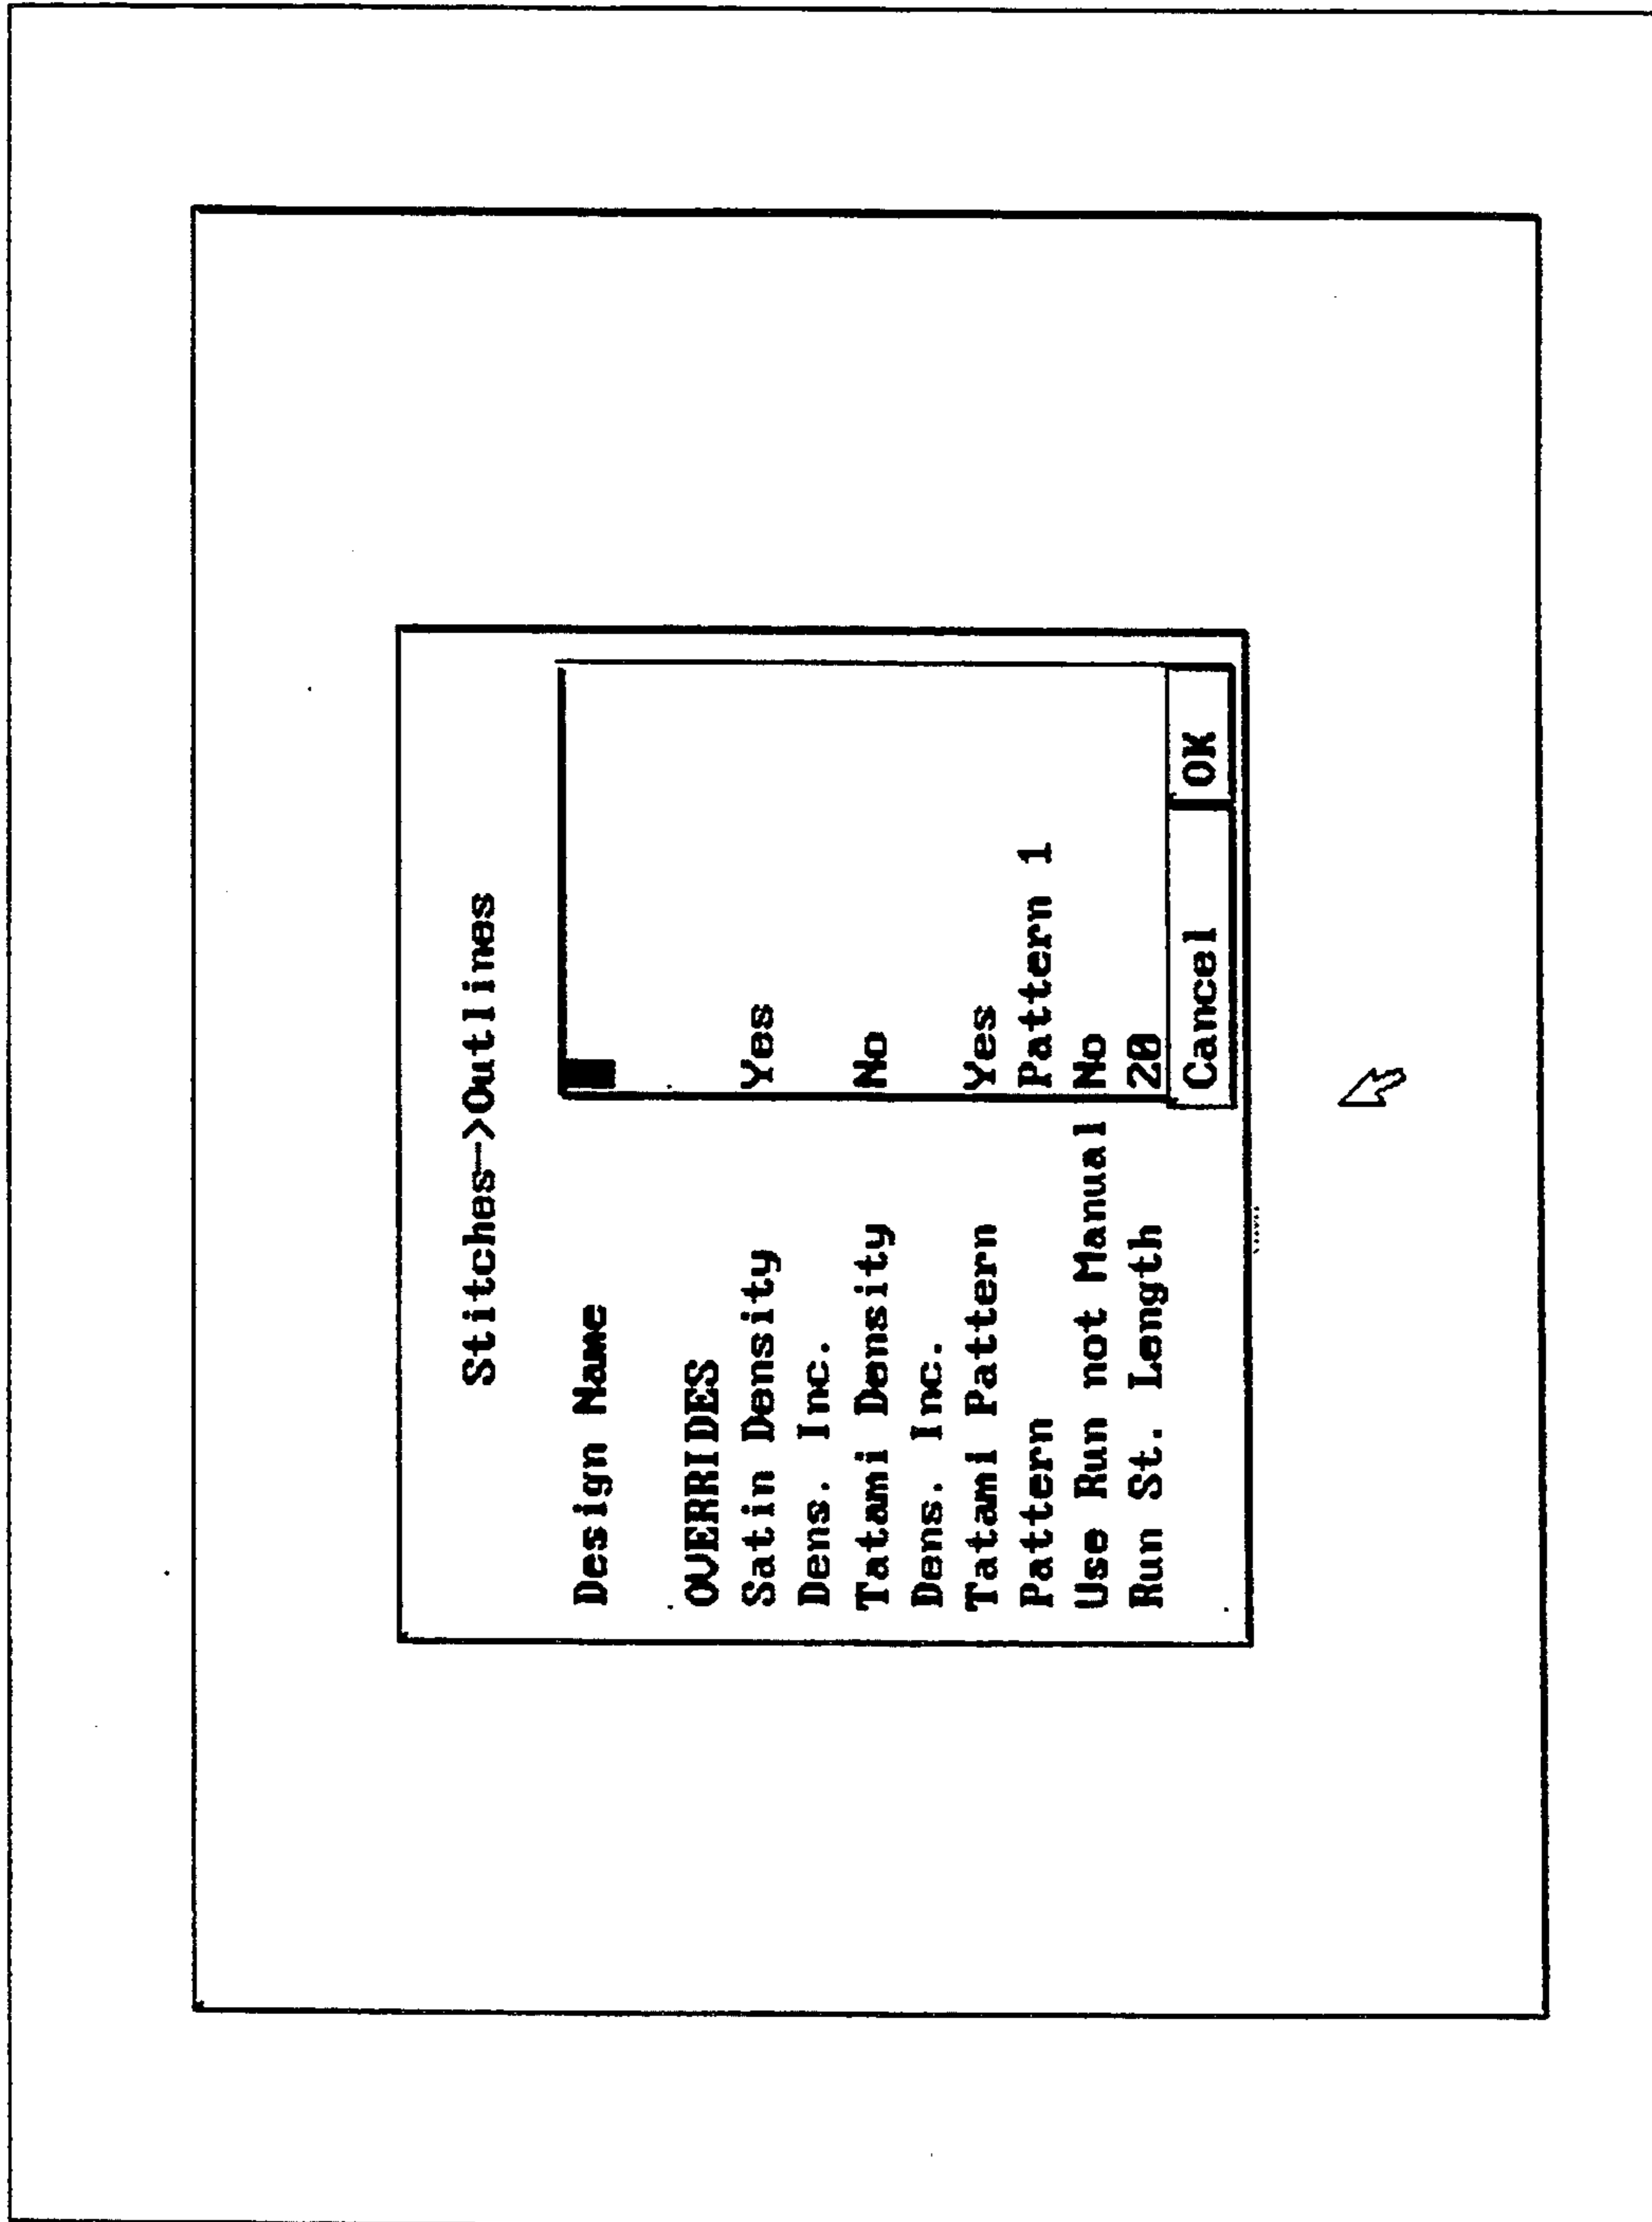 Stitches->Outlines
Design Name
OVERRIDES
Satin Density Yes
Dens. Inc.
Tatami Density No
Dens. Inc.
Tatami Pattern Yes
Pattern Pattern 1
Use Run not Manual No
Run St. Length 20
Cancel OK